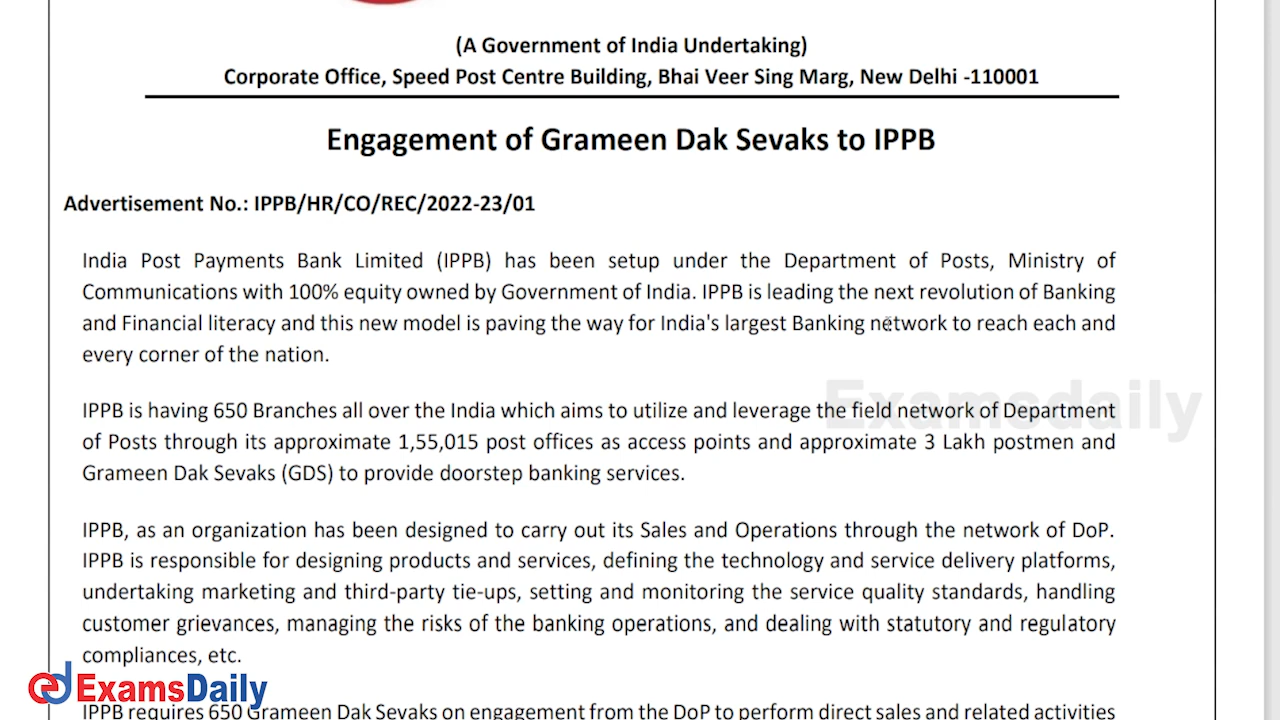 (A Government of India Undertaking)
Corporate Office, Speed Post Centre Building, Bhai Veer Sing Marg, New Delhi -110001
Engagement of Grameen Dak Sevaks to IPPB
Advertisement No.: IPPB/HR/CO/REC/2022-23/01
India Post Payments Bank Limited (IPPB) has been setup under the Department of Posts, Ministry of
Communications with 100% equity owned by Government of India. IPPB is leading the next revolution of Banking
and Financial literacy and this new model is paving the way for India's largest Banking network to reach each and
every corner of the nation.
Examsdaily
IPPB is having 650 Branches all over the India which aims to utilize and leverage the field network of Department
of Posts through its approximate 1,55,015 post offices as access points and approximate 3 Lakh postmen and
Grameen Dak Sevaks (GDS) to provide doorstep banking services.
IPPB, as an organization has been designed to carry out its Sales and Operations through the network of DoP.
IPPB is responsible for designing products and services, defining the technology and service delivery platforms,
undertaking marketing and third-party tie-ups, setting and monitoring the service quality standards, handling
customer grievances, managing the risks of the banking operations, and dealing with statutory and regulatory
compliances, etc.
ed ExamsDaily
IPPB requires 650 Grameen Dak Sevaks on engagement from the DoP to perform direct sales and related activities